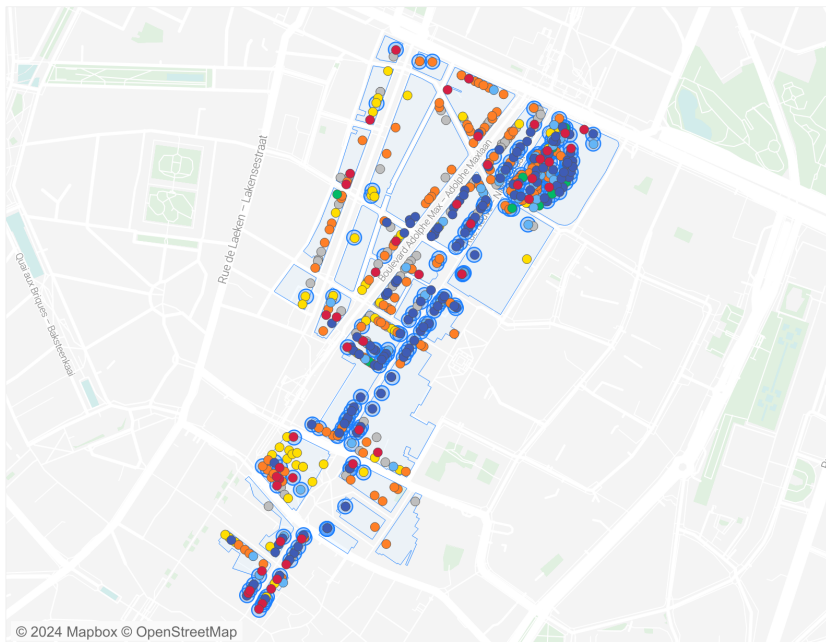 Rue de Laeken – Lakensestraat
Boulevard Adolphe Max – Adolphe Maxlaan
Quai aux Briques – Baksteenkaai
© 2024 Mapbox © OpenStreetMap